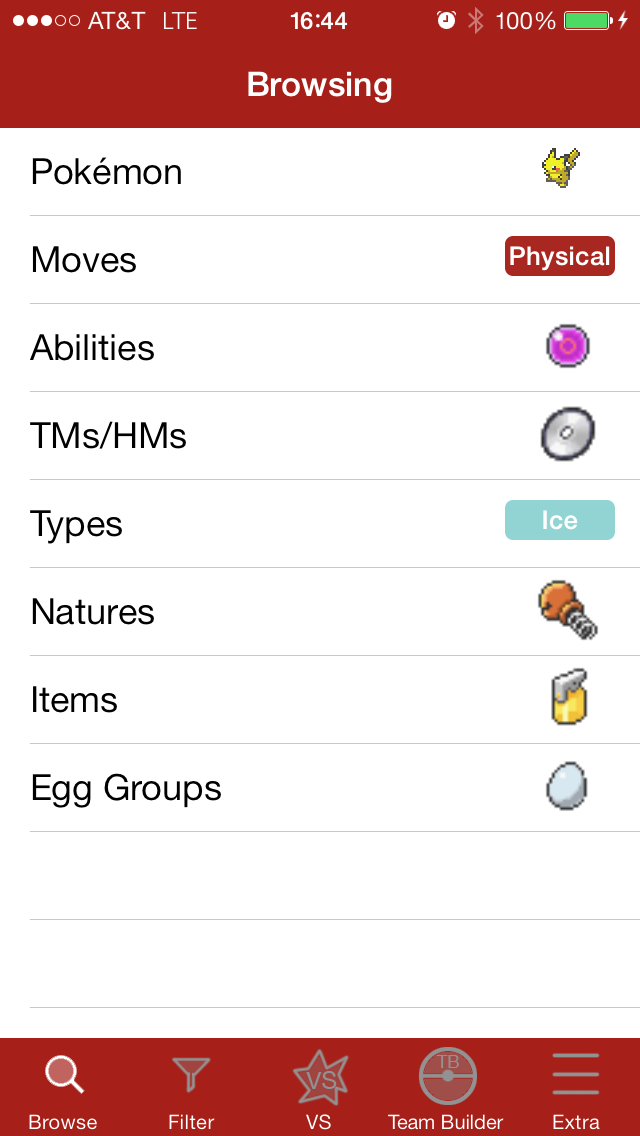 AT&T LTE 16:44 100%
Browsing
Pokémon
Moves Physical
Abilities
TMs/HMs
Types Ice
Natures
Items
Egg Groups
VS TB
Browse Filter VS Team Builder Extra